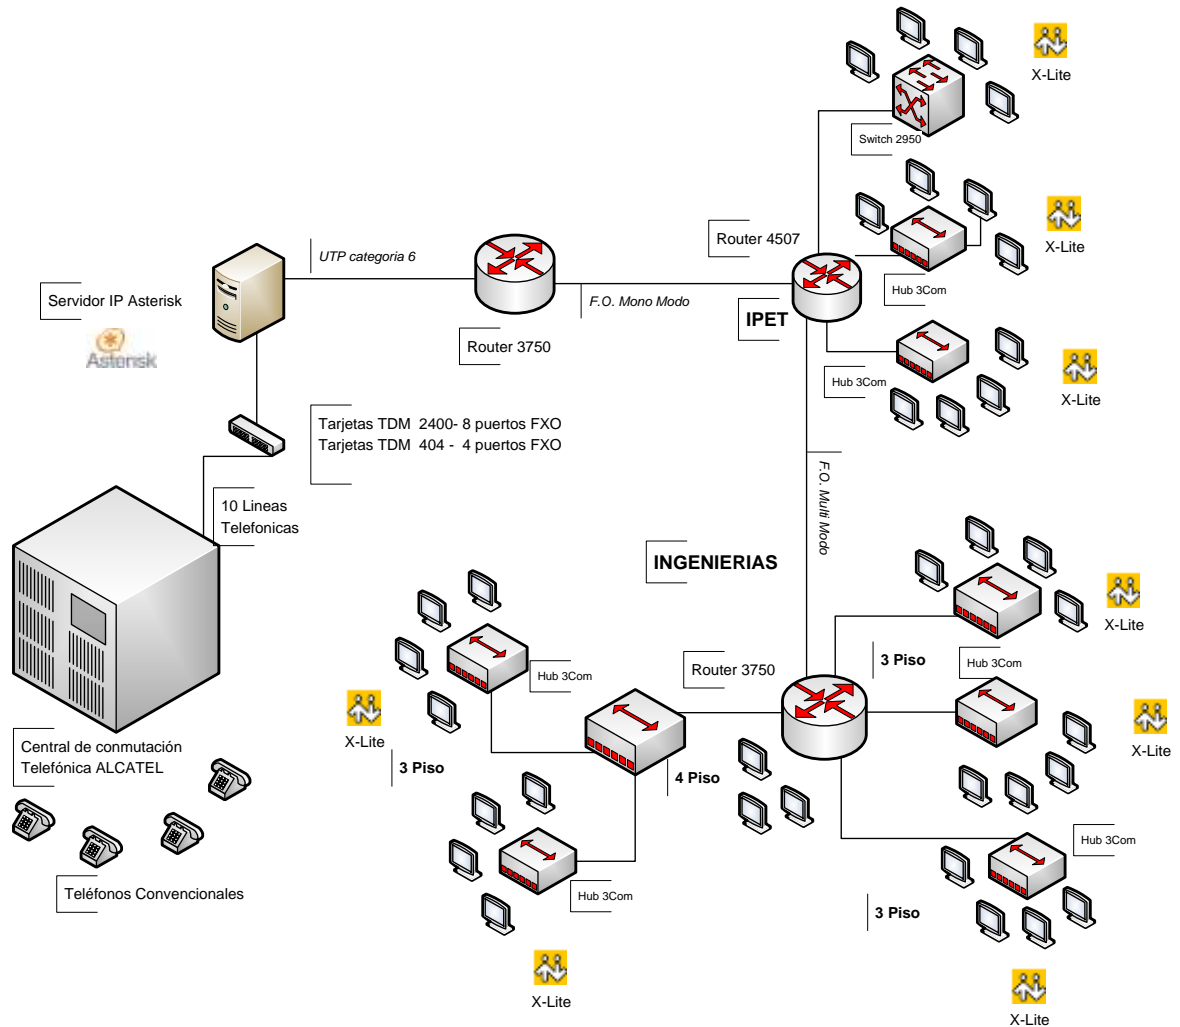 X-Lite
Switch 2950
X-Lite
Router 4507
UTP categoria 6
Hub 3Com
Servidor IP Asterisk
F.O. Mono Modo
IPET
Router 3750
Asterisk
Hub 3Com
X-Lite
Tarjetas TDM 2400- 8 puertos FXO
Tarjetas TDM 404 - 4 puertos FXO
F.O. Multi Modo
10 Lineas
Telefonicas
INGENIERIAS
X-Lite
3 Piso
Hub 3Com
Router 3750
Hub 3Com
X-Lite
X-Lite
Central de conmutación
Telefónica ALCATEL
3 Piso
4 Piso
Hub 3Com
Teléfonos Convencionales
Hub 3Com
3 Piso
X-Lite
X-Lite